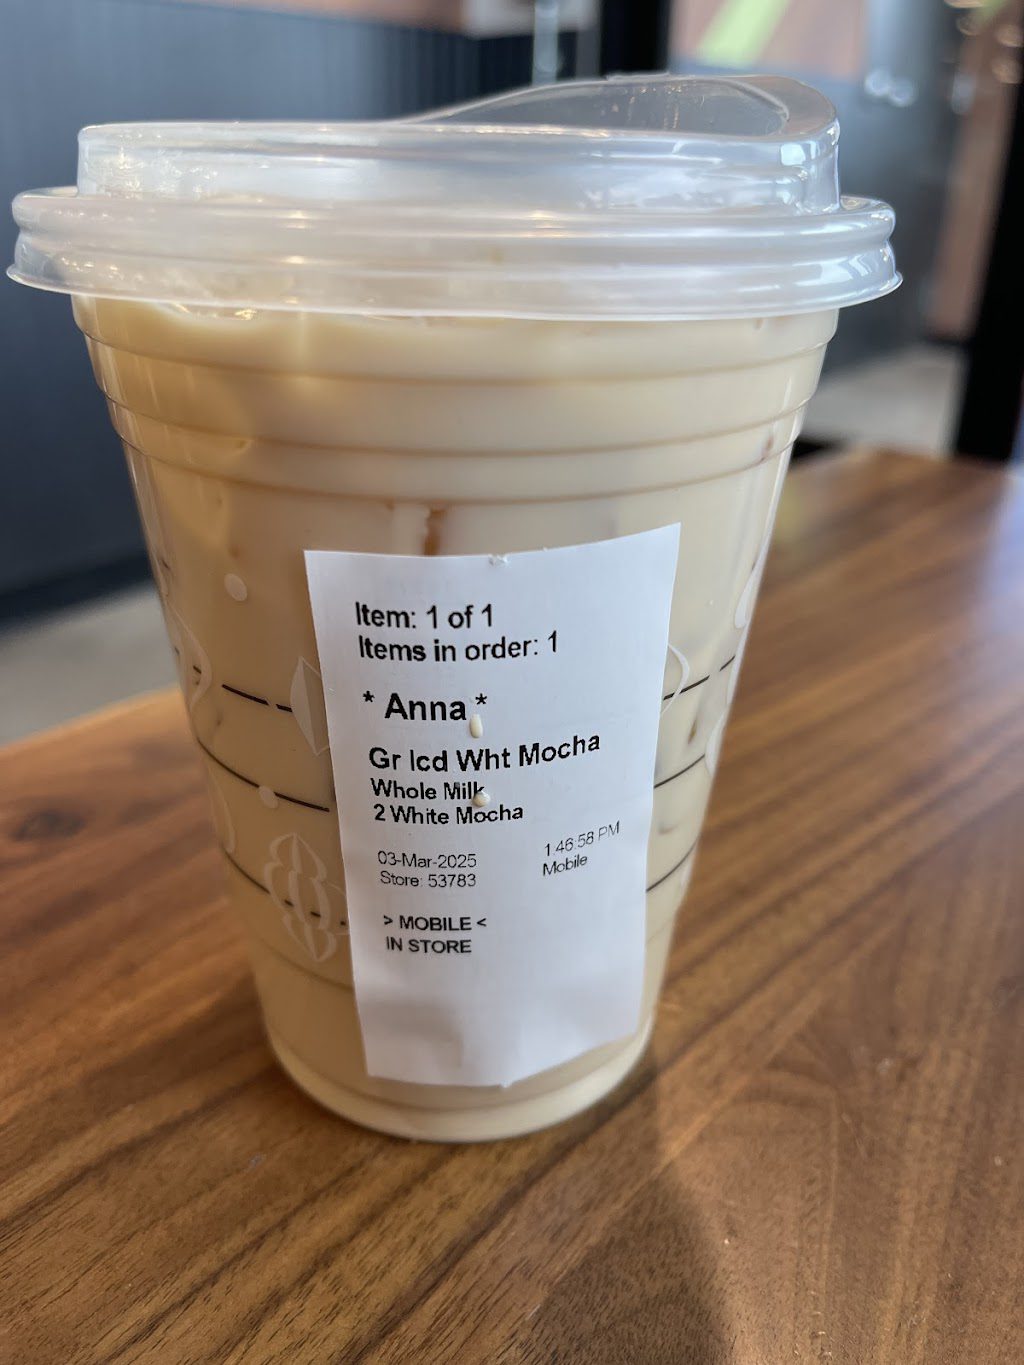 Item: 1 of 1
Items in order: 1
* Anna *
Gr Icd Wht Mocha
Whole Milk
2 White Mocha
03-Mar-2025 1:46:58 PM
Store: 53783 Mobile
> MOBILE <
IN STORE